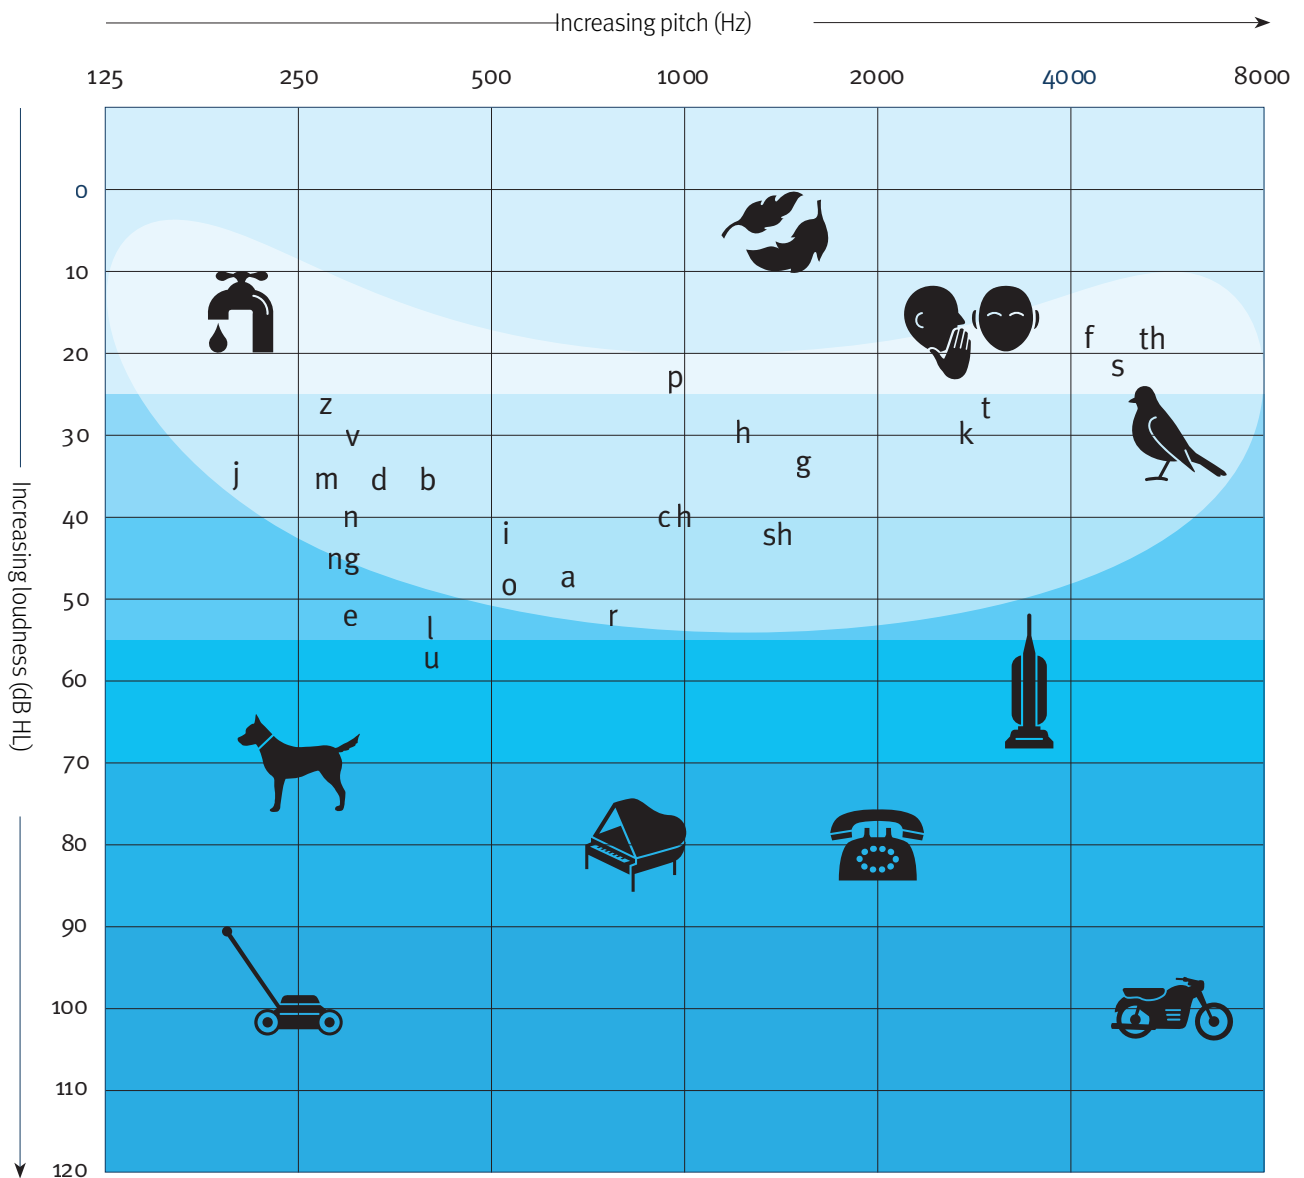 Increasing pitch (Hz)
125 250 500 1000 2000 4000 8000
0
10
f th
20
s
p
z t
30 v h k
g
j m d b
40 n ch
i sh
ng
a
o
50
e r
l
u
60
70
80
90
100
110
120
Increasing loudness (dB HL)